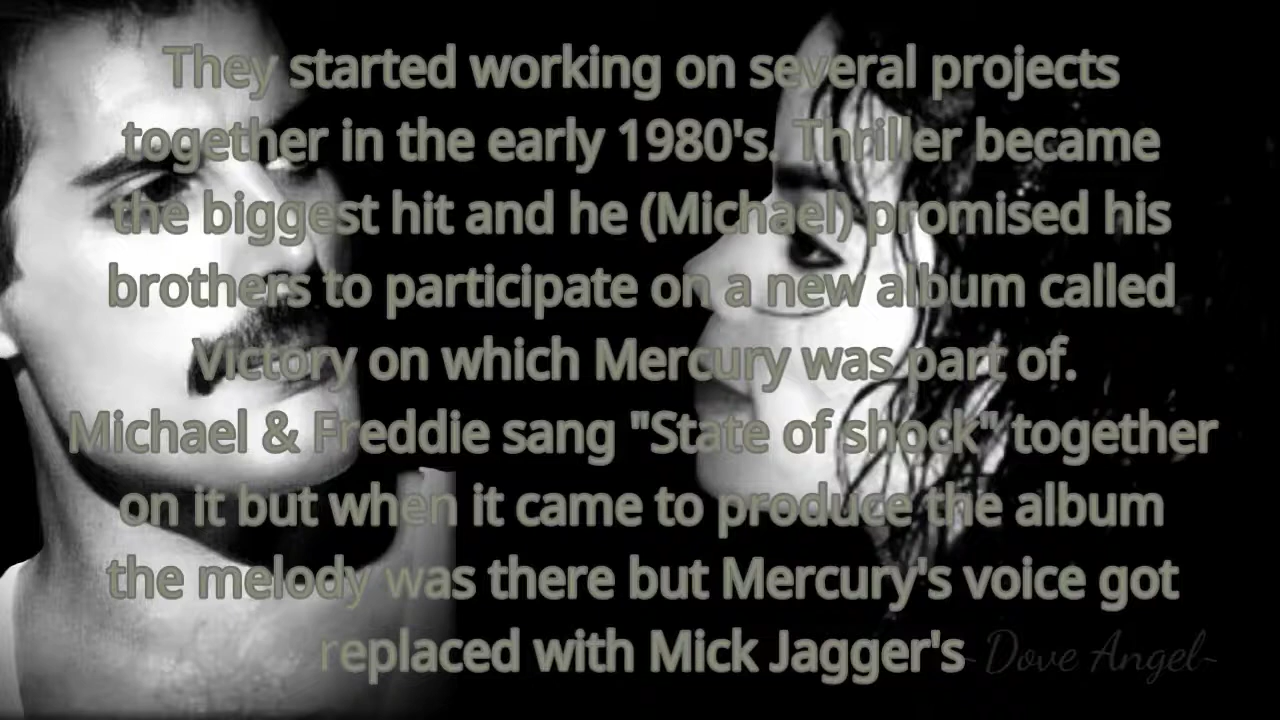 They started working on several projects
together in the early 1980's. Thriller became
the biggest hit and he (Michael) promised his
brothers to participate on a new album called
Victory on which Mercury was part of.
Michael & Freddie sang "State of shock" together
on it but when it came to produce the album
the melody was there but Mercury's voice got
replaced with Mick Jagger's
~Dove Angel~